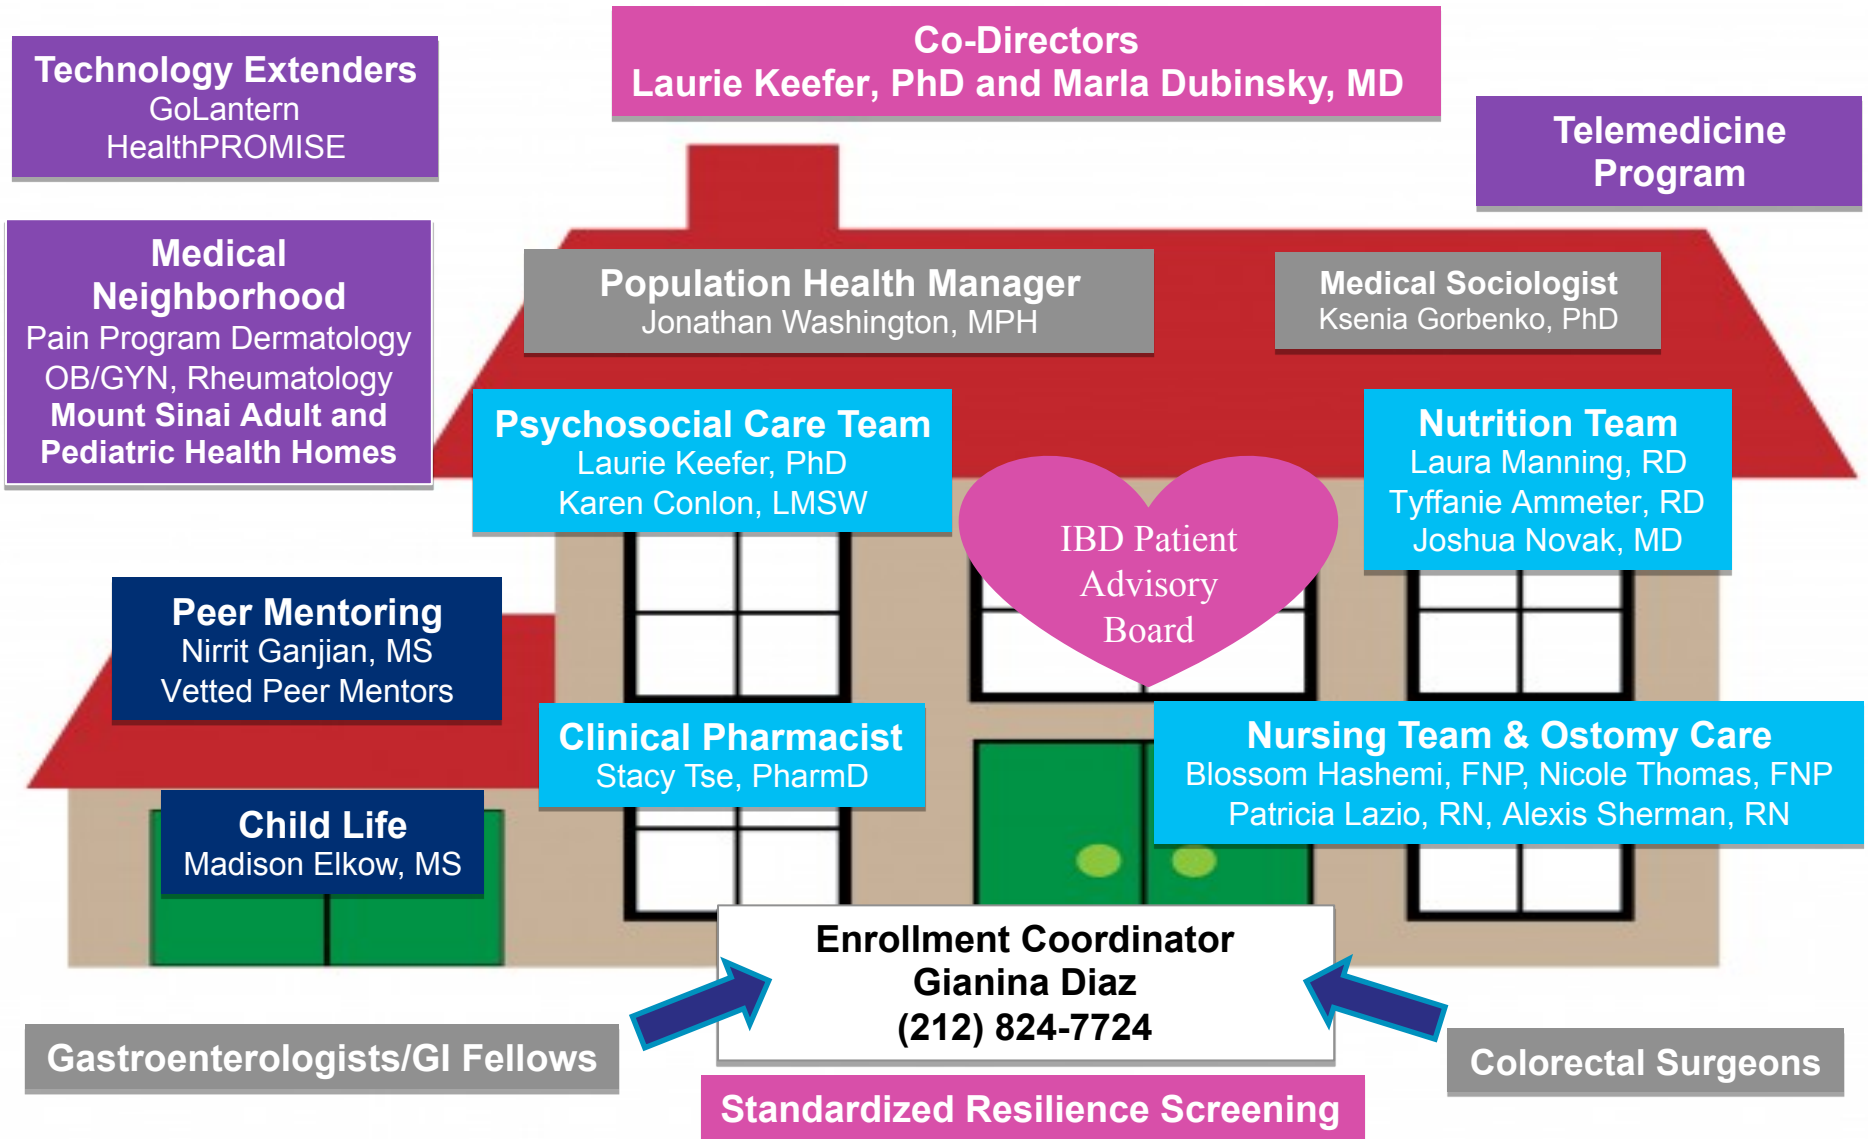 Co-Directors
Laurie Keefer, PhD and Marla Dubinsky, MD
Technology Extenders
GoLantern
HealthPROMISE
Telemedicine
Program
Medical
Neighborhood
Pain Program Dermatology
OB/GYN, Rheumatology
Mount Sinai Adult and
Pediatric Health Homes
Population Health Manager
Jonathan Washington, MPH
Medical Sociologist
Ksenia Gorbenko, PhD
Psychosocial Care Team
Laurie Keefer, PhD
Karen Conlon, LMSW
IBD Patient
Advisory
Board
Nutrition Team
Laura Manning, RD
Tyffanie Ammeter, RD
Joshua Novak, MD
Peer Mentoring
Nirrit Ganjian, MS
Vetted Peer Mentors
Clinical Pharmacist
Stacy Tse, PharmD
Nursing Team & Ostomy Care
Blossom Hashemi, FNP, Nicole Thomas, FNP
Patricia Lazio, RN, Alexis Sherman, RN
Child Life
Madison Elkow, MS
Enrollment Coordinator
Gianina Diaz
(212) 824-7724
Gastroenterologists/GI Fellows
Colorectal Surgeons
Standardized Resilience Screening